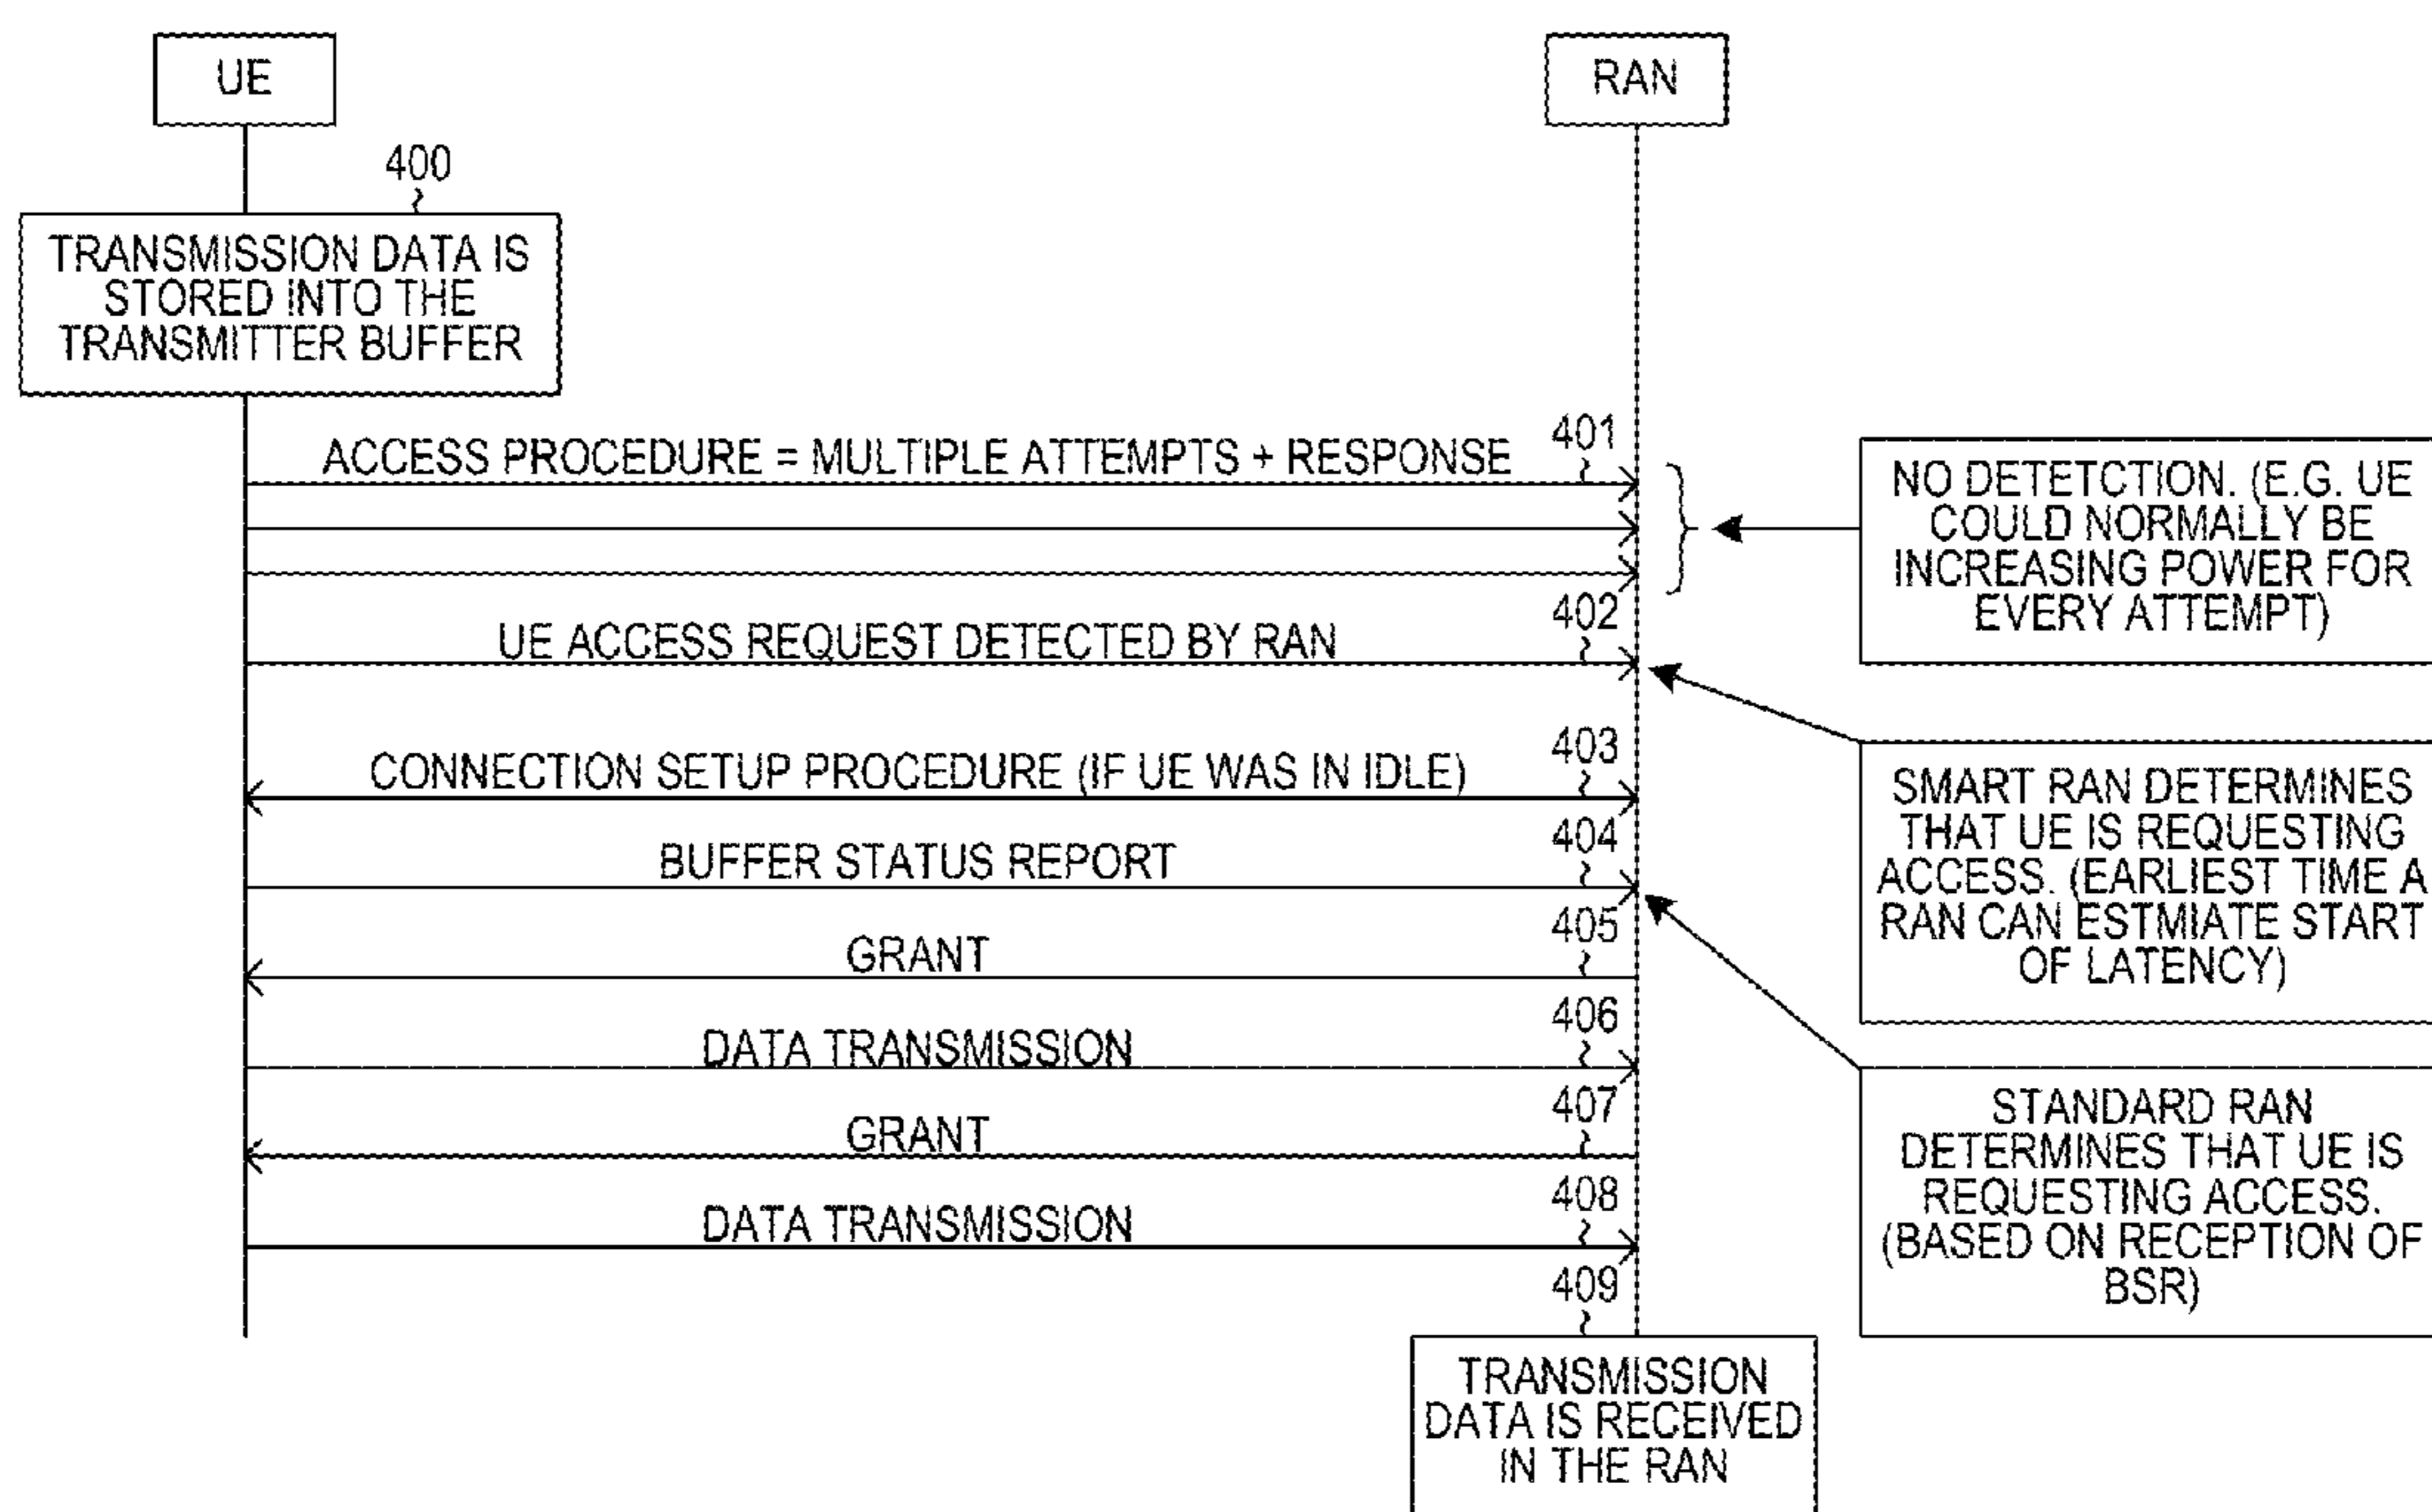 UE
RAN
400
TRANSMISSION DATA IS
STORED INTO THE
TRANSMITTER BUFFER
ACCESS PROCEDURE = MULTIPLE ATTEMPTS + RESPONSE
401
NO DETETCTION. (E.G. UE
COULD NORMALLY BE
INCREASING POWER FOR
EVERY ATTEMPT)
UE ACCESS REQUEST DETECTED BY RAN
402
CONNECTION SETUP PROCEDURE (IF UE WAS IN IDLE)
403
SMART RAN DETERMINES
THAT UE IS REQUESTING
ACCESS. (EARLIEST TIME A
RAN CAN ESTMIATE START
OF LATENCY)
BUFFER STATUS REPORT
404
GRANT
405
DATA TRANSMISSION
406
GRANT
407
STANDARD RAN
DETERMINES THAT UE IS
REQUESTING ACCESS.
(BASED ON RECEPTION OF
BSR)
DATA TRANSMISSION
408
409
TRANSMISSION
DATA IS RECEIVED
IN THE RAN